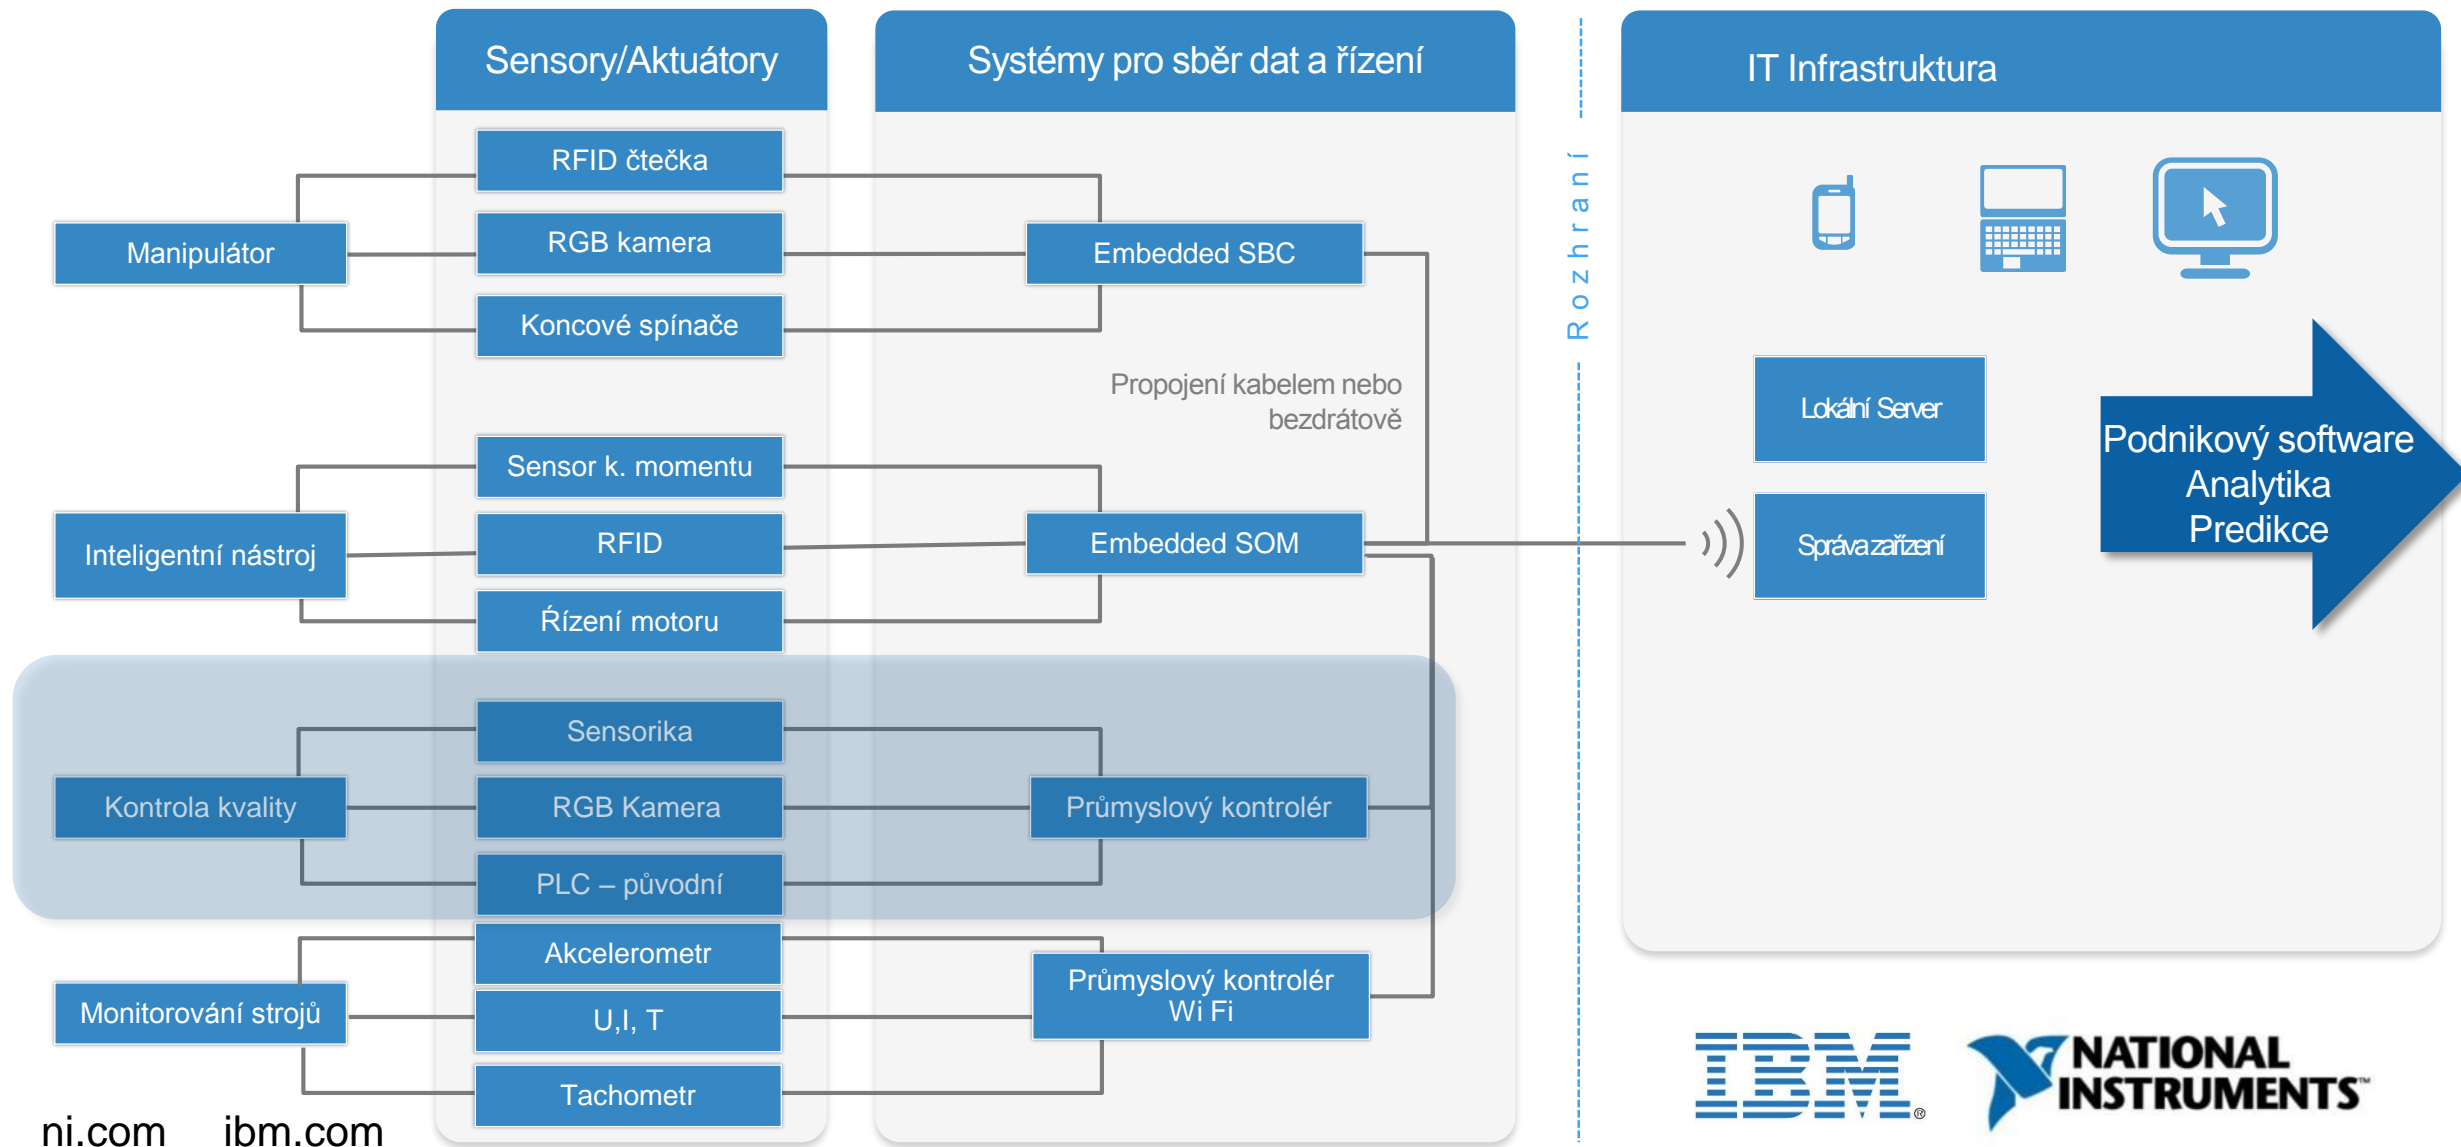 Sensory/Aktuátory
Systémy pro sběr dat a řízení
IT Infrastruktura
Rozhraní
Manipulátor
RFID čtečka
RGB kamera
Koncové spínače
Embedded SBC
Propojení kabelem nebo
bezdrátově
Inteligentní nástroj
Sensor k. momentu
RFID
Řízení motoru
Embedded SOM
Kontrola kvality
Sensorika
RGB Kamera
PLC – původní
Průmyslový kontrolér
Monitorování strojů
Akcelerometr
U,I, T
Tachometr
Průmyslový kontrolér
Wi Fi
Lokální Server
Správa zařízení
Podnikový software
Analytika
Predikce
IBM®
NATIONAL
INSTRUMENTS™
ni.com ibm.com